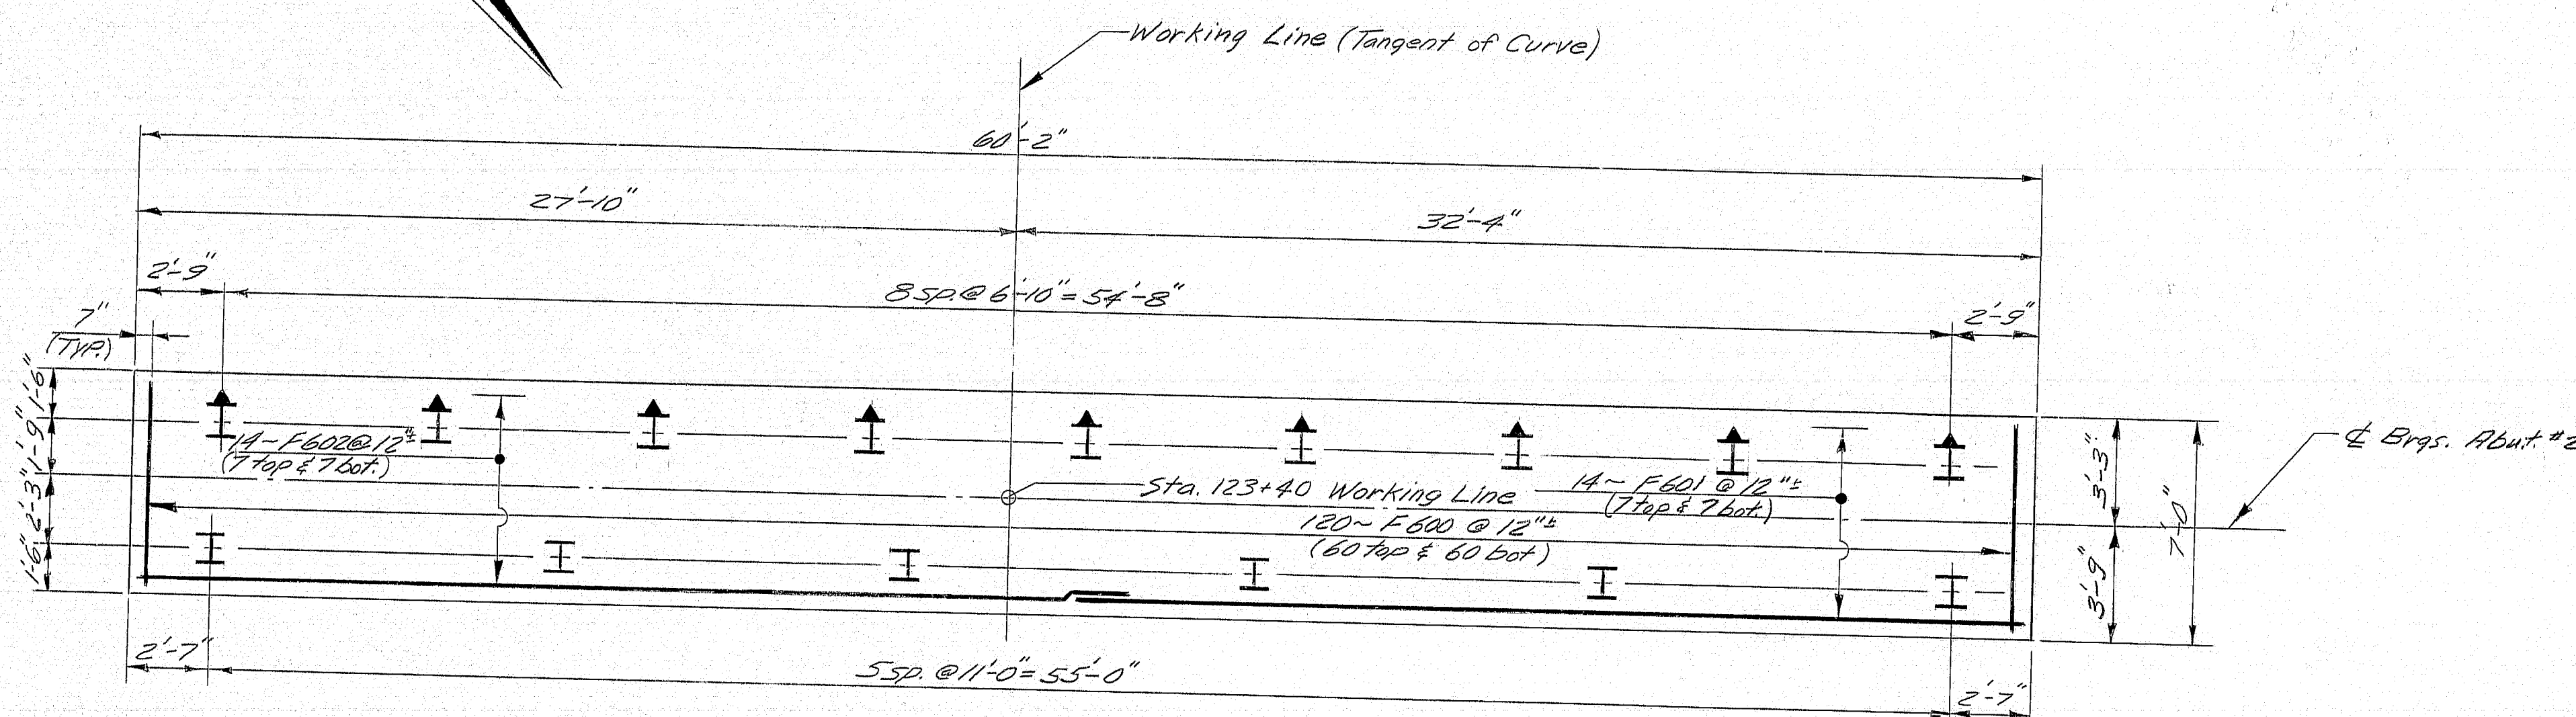 Working Line (Tangent of Curve)
60'-2"
27'-10"
32'-4"
2'-9"
8 sp. @ 6'-10" = 54'-8"
2'-9"
7"
(Typ.)
1'-6"
1'-9"
2'-3"
1'-6"
14~F602@12"±
(7 top & 7 bot.)
Sta. 123+40 Working Line
14~F601 @ 12"±
(7 top & 7 bot.)
120~F600 @ 12"±
(60 top & 60 bot)
3'-3"
3'-9"
7'-0"
℄ Brgs. Abut. #2
2'-7"
5 sp. @ 11'-0" = 55'-0"
2'-7"